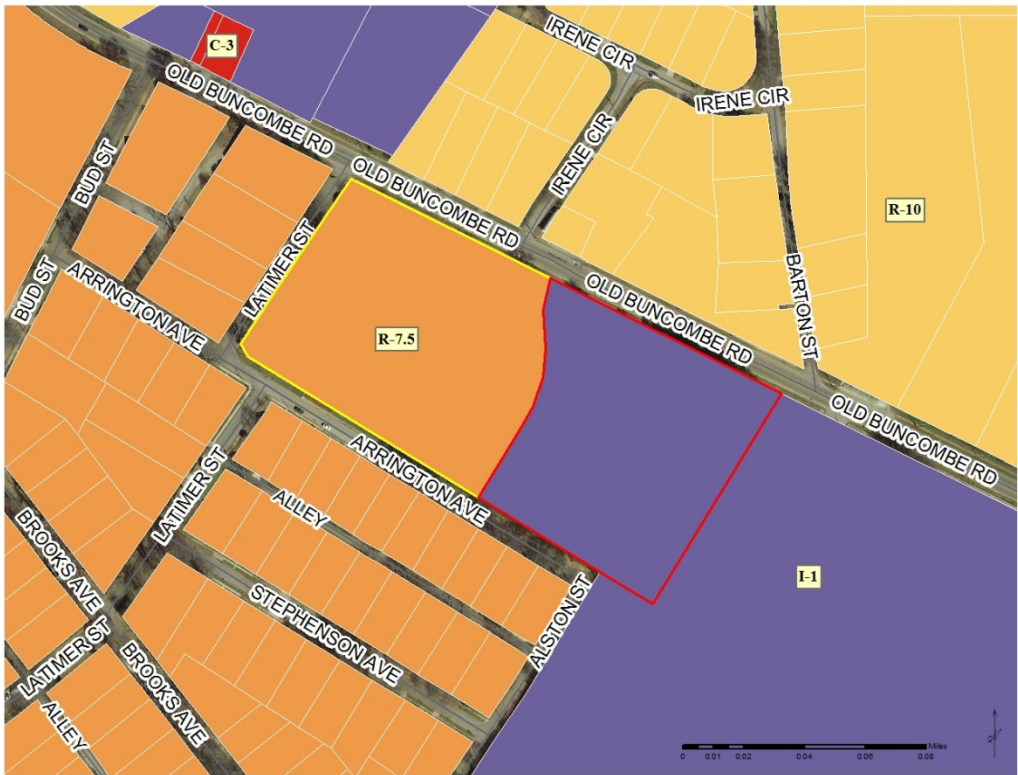 C-3
IRENE CIR
OLD BUNCOMBE RD
IRENE CIR
OLD BUNCOMBE RD
IRENE CIR
BUD ST
R-10
LATIMER ST
OLD BUNCOMBE RD
BUD ST
ARRINGTON AVE
BARTON ST
R-7.5
OLD BUNCOMBE RD
ARRINGTON AVE
LATIMER ST
ALLEY
BROOKS AVE
I-1
STEPHENSON AVE
ALSTON ST
LATIMER ST
BROOKS AVE
ALLEY
N
Miles
0 0.01 0.02 0.04 0.06 0.08